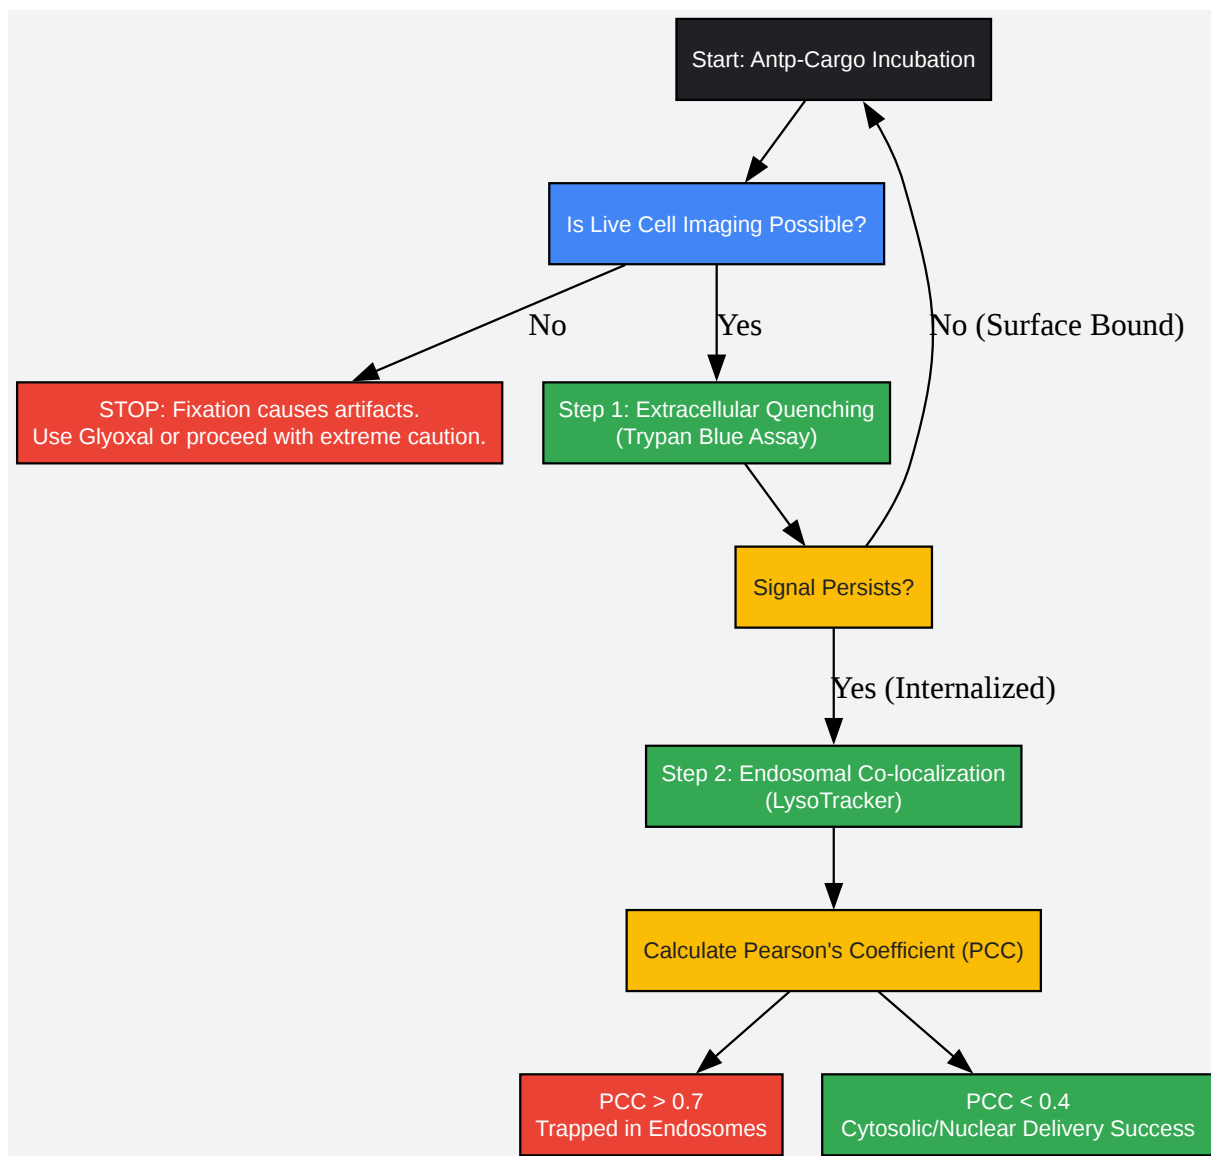 Start: Antp-Cargo Incubation
Is Live Cell Imaging Possible?
No
Yes
No (Surface Bound)
STOP: Fixation causes artifacts.
Use Glyoxal or proceed with extreme caution.
Step 1: Extracellular Quenching
(Trypan Blue Assay)
Signal Persists?
Yes (Internalized)
Step 2: Endosomal Co-localization
(LysoTracker)
Calculate Pearson's Coefficient (PCC)
PCC > 0.7
Trapped in Endosomes
PCC < 0.4
Cytosolic/Nuclear Delivery Success